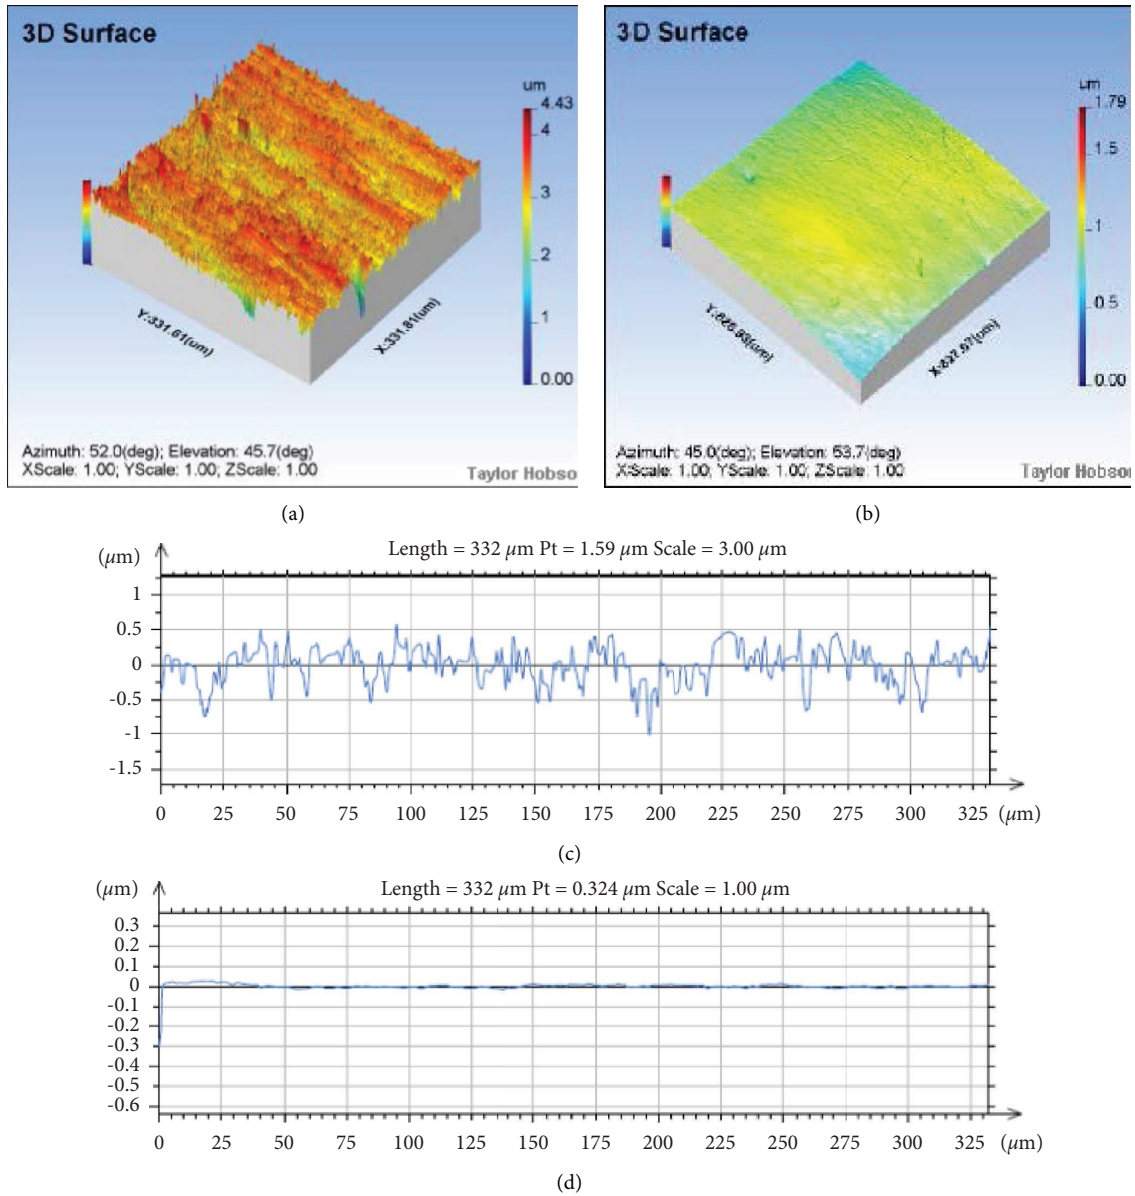 3D Surface
um
4.43
4
3
2
1
0.00
Y:331.61(um)
X:331.81(um)
Azimuth: 52.0(deg); Elevation: 45.7(deg)
XScale: 1.00; YScale: 1.00; ZScale: 1.00
Taylor Hobso
(a)
3D Surface
um
1.79
1.5
1
0.5
0.00
Azimuth: 45.0(deg); Elevation: 53.7(deg)
XScale: 1.00; YScale: 1.00; ZScale: 1.00
Taylor Hobson
(b)
(μm)
Length = 332 μm Pt = 1.59 μm Scale = 3.00 μm
1
0.5
0
-0.5
-1
-1.5
0 25 50 75 100 125 150 175 200 225 250 275 300 325 (μm)
(c)
(μm)
Length = 332 μm Pt = 0.324 μm Scale = 1.00 μm
0.3
0.2
0.1
0
-0.1
-0.2
-0.3
-0.4
-0.5
-0.6
0 25 50 75 100 125 150 175 200 225 250 275 300 325 (μm)
(d)